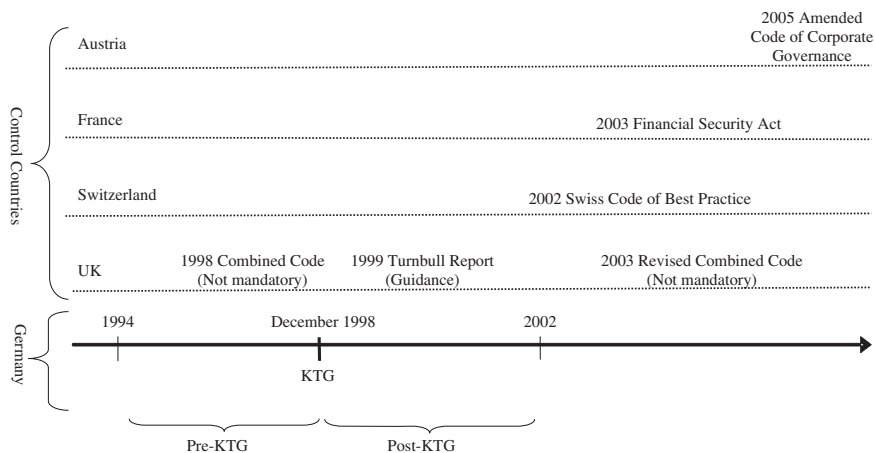 2005 Amended
Code of Corporate
Governance
Austria
France
2003 Financial Security Act
Control Countries
Switzerland
2002 Swiss Code of Best Practice
UK
1998 Combined Code
(Not mandatory)
1999 Turnbull Report
(Guidance)
2003 Revised Combined Code
(Not mandatory)
Germany
1994
December 1998
2002
KTG
Pre-KTG
Post-KTG